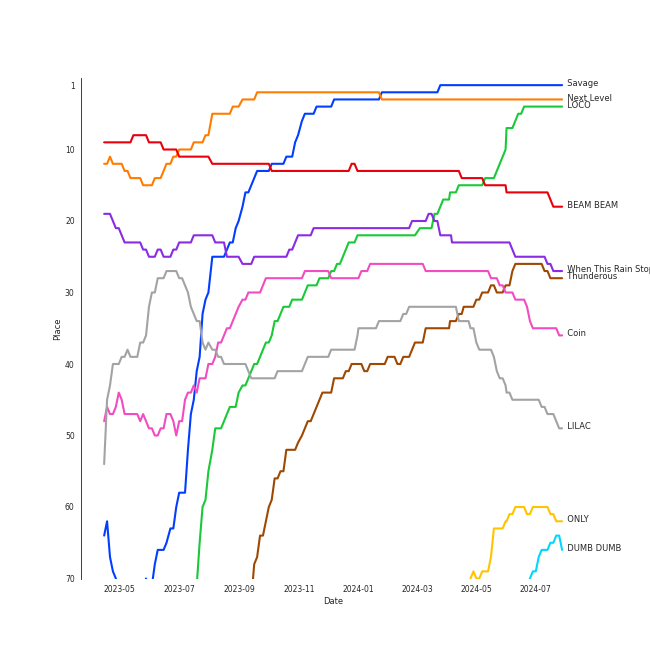 1
10
20
30
40
50
60
70
Place
2023-05
2023-07
2023-09
2023-11
2024-01
2024-03
2024-05
2024-07
Date
Savage
Next Level
LOCO
BEAM BEAM
When This Rain Stop
Thunderous
Coin
LILAC
ONLY
DUMB DUMB